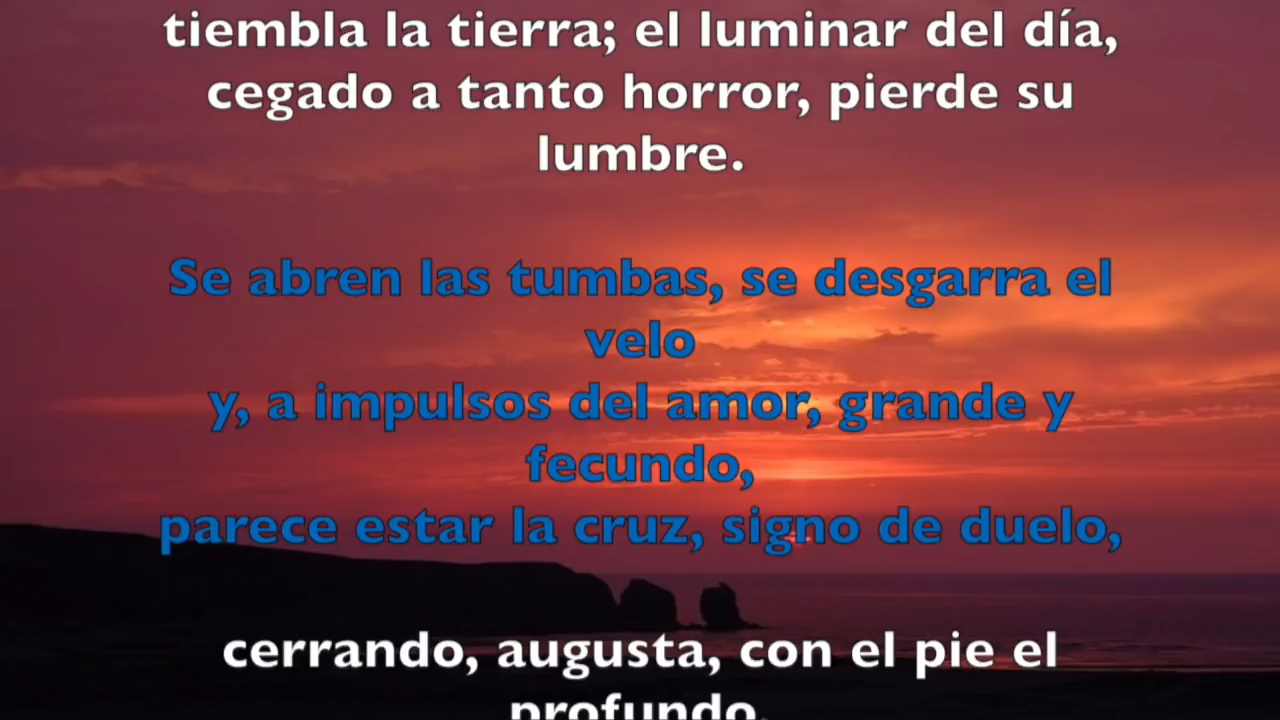 tiembla la tierra; el luminar del día,
cegado a tanto horror, pierde su
lumbre.
Se abren las tumbas, se desgarra el
velo
y, a impulsos del amor, grande y
fecundo,
parece estar la cruz, signo de duelo,
cerrando, augusta, con el pie el
profundo,